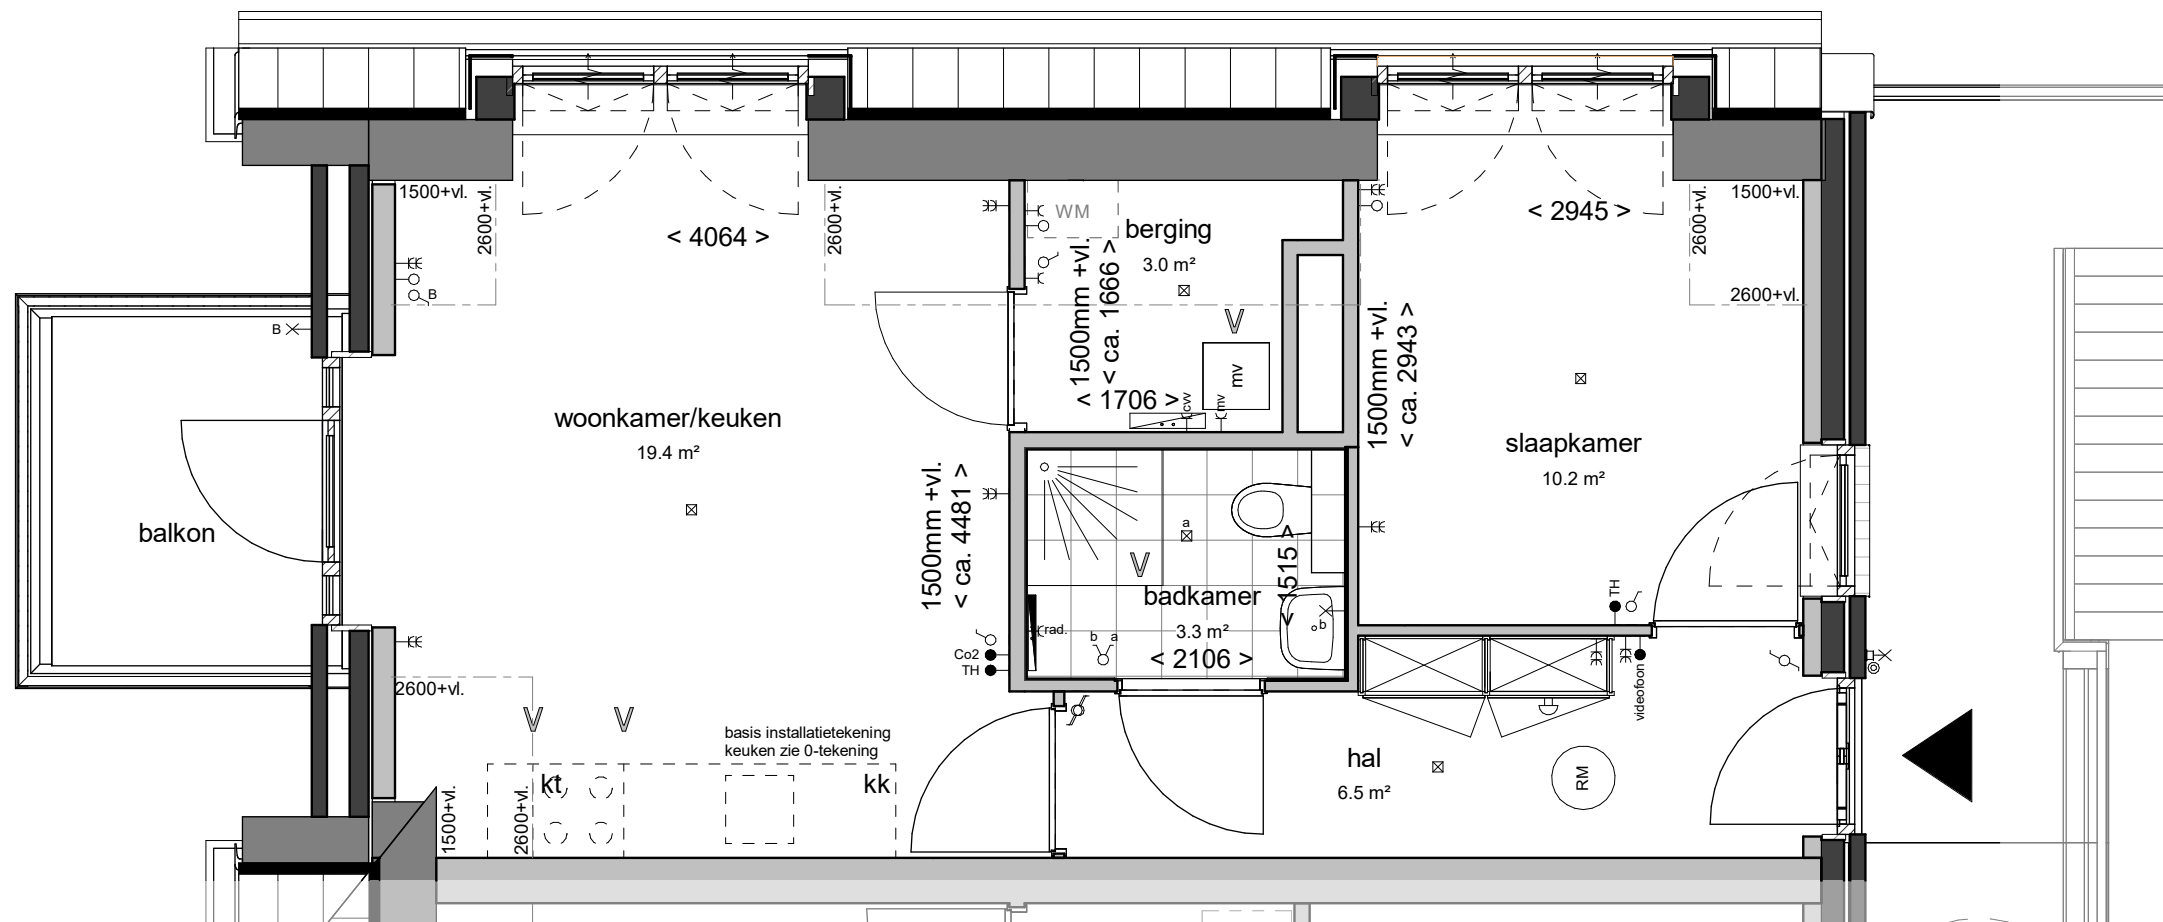 1500+vl.
2600+vl.
< 4064 >
2600+vl.
WM
berging
3.0 m²
1500mm +vl.
< ca. 1666 >
< 1706 >
cvv
mv
mv
< 2945 >
2600+vl.
1500+vl.
2600+vl.
B
B
1500mm +vl.
< ca. 2943 >
woonkamer/keuken
19.4 m²
slaapkamer
10.2 m²
balkon
1500mm +vl.
< ca. 4481 >
a
< 1515 >
badkamer
3.3 m²
< 2106 >
rad.
b
a
b
TH
Co2
TH
videofoon
2600+vl.
basis installatietekening
keuken zie 0-tekening
kt
kk
1500+vl.
2600+vl.
hal
6.5 m²
RM